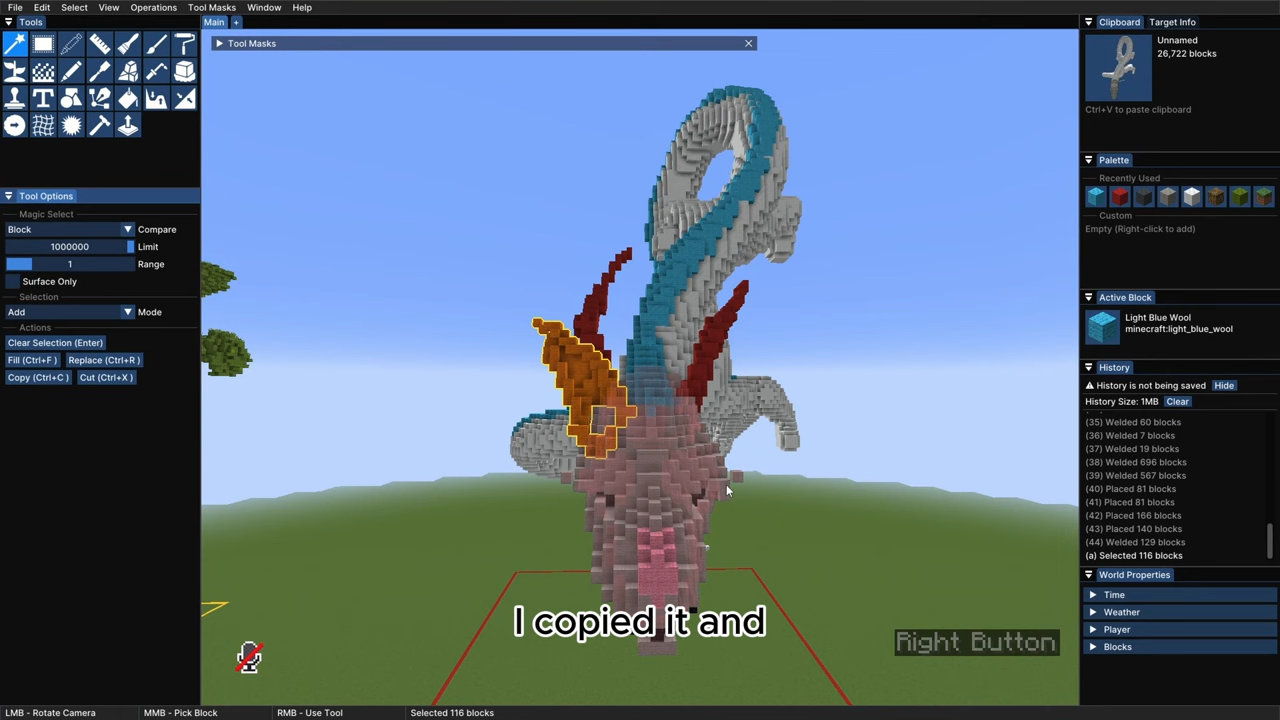 File Edit Select View Operations Tool Masks Window Help
Tools
Main +
Tool Masks
Tool Options
Magic Select
Block Compare
1000000 Limit
1 Range
Surface Only
Selection
Add Mode
Actions
Clear Selection (Enter)
Fill (Ctrl+F ) Replace (Ctrl+R )
Copy (Ctrl+C ) Cut (Ctrl+X )
I copied it and
Right Button
Clipboard Target Info
Unnamed
26,722 blocks
Ctrl+V to paste clipboard
Palette
Recently Used
Custom
Empty (Right-click to add)
Active Block
Light Blue Wool
minecraft:light_blue_wool
History
History is not being saved Hide
History Size: 1MB Clear
(35) Welded 60 blocks
(36) Welded 7 blocks
(37) Welded 19 blocks
(38) Welded 696 blocks
(39) Welded 567 blocks
(40) Placed 81 blocks
(41) Placed 81 blocks
(42) Placed 166 blocks
(43) Placed 140 blocks
(44) Welded 129 blocks
(a) Selected 116 blocks
World Properties
Time
Weather
Player
Blocks
LMB - Rotate Camera MMB - Pick Block RMB - Use Tool Selected 116 blocks